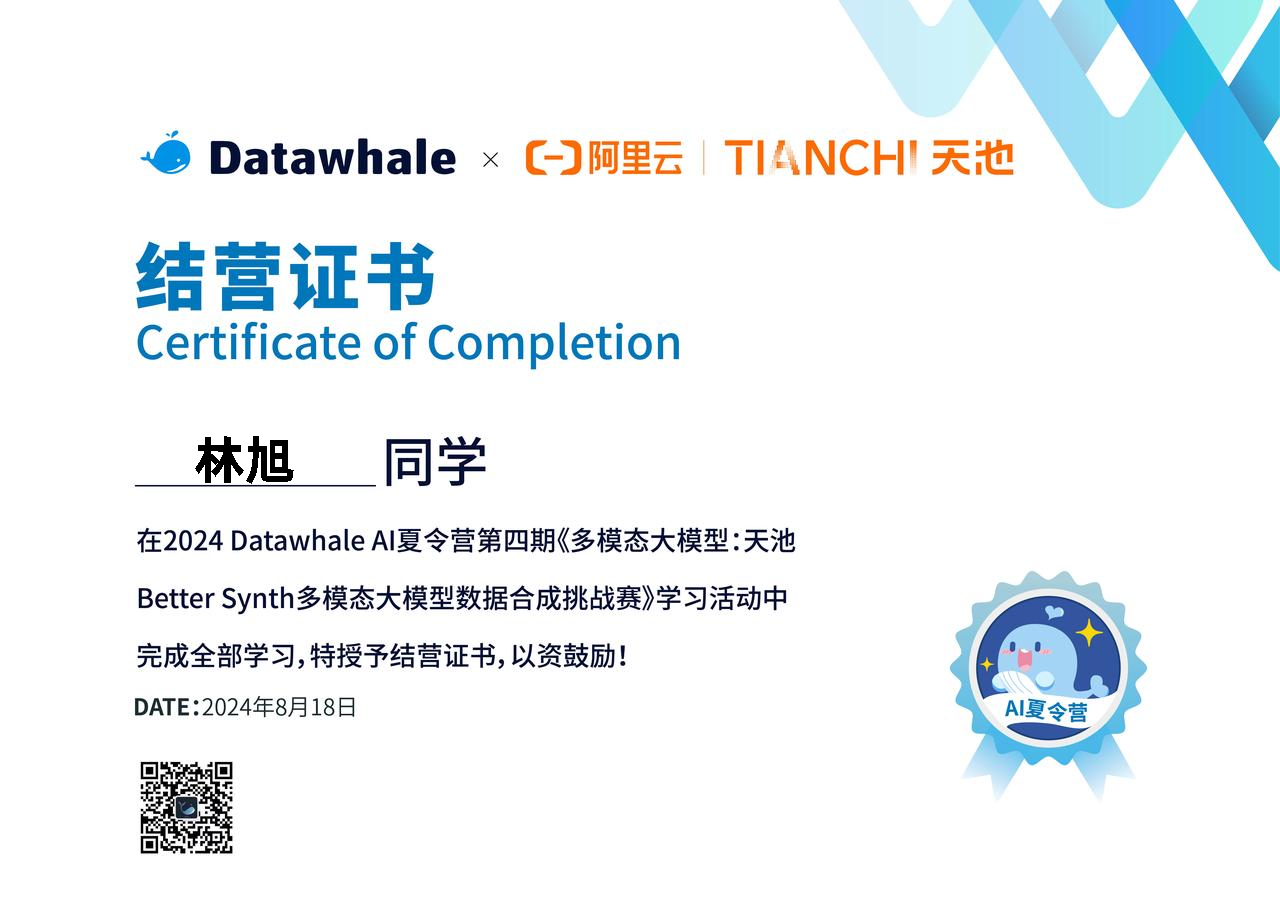 Datawhale × 阿里云 | TIANCHI 天池
结营证书
Certificate of Completion
林旭 同学
在2024 Datawhale AI夏令营第四期《多模态大模型：天池
Better Synth多模态大模型数据合成挑战赛》学习活动中
完成全部学习，特授予结营证书，以资鼓励！
DATE：2024年8月18日
AI夏令营